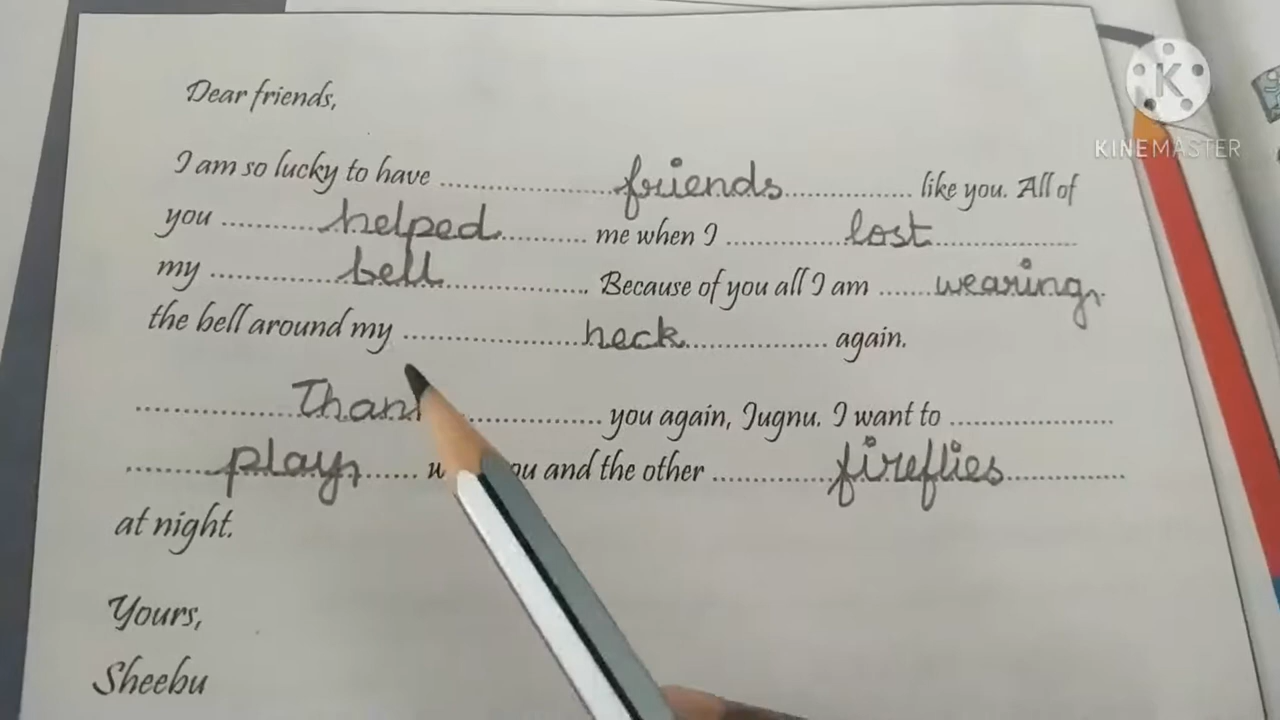 Dear friends,
I am so lucky to have ........ friends ........ like you. All of
you ........ helped ........ me when I ........ lost ........
my ........ bell ........ Because of you all I am ........ wearing
the bell around my ........ neck ........ again.
........ Thank ........ you again, Jugnu. I want to ........
........ play ........ you and the other ........ fireflies ........
at night.
Yours,
Sheebu
K
KINEMASTER